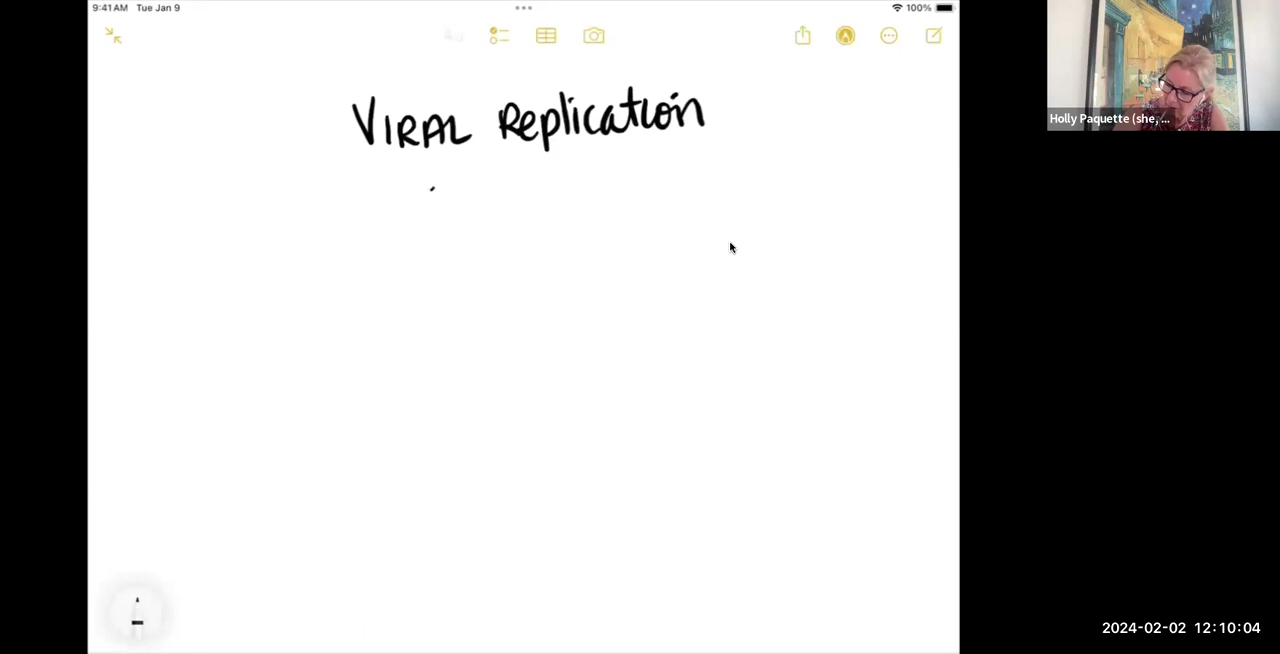 9:41 AM Tue Jan 9
100%
VIRAL Replication
Holly Paquette (she, ...
2024-02-02 12:10:04